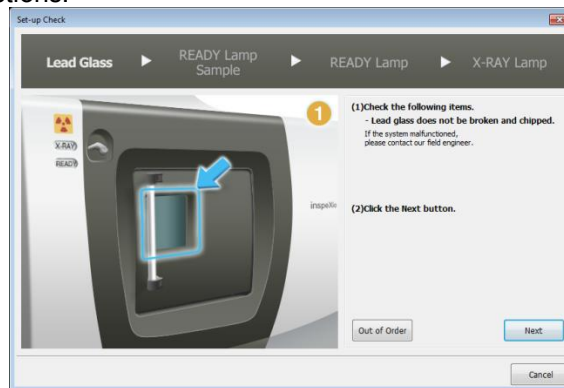 ctions.
Set-up Check
Lead Glass
READY Lamp
Sample
READY Lamp
X-RAY Lamp
1
X-RAY
READY
inspeXio
(1)Check the following items.
- Lead glass does not be broken and chipped.
If the system malfunctioned,
please contact our field engineer.
(2)Click the Next button.
Out of Order
Next
Cancel